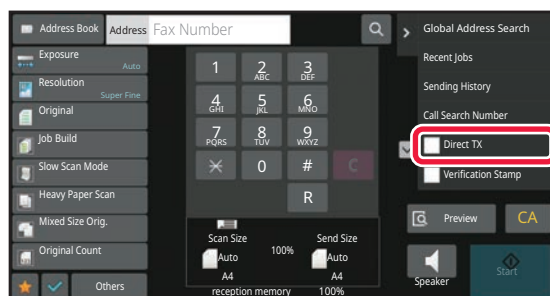 Address Book Address Fax Number
Global Address Search
Exposure
Auto
Recent Jobs
Resolution
Super Fine
Sending History
Original
Call Search Number
Job Build
Direct TX
Slow Scan Mode
Verification Stamp
Heavy Paper Scan
Mixed Size Orig.
Original Count
Others
1 2 3
ABC DEF
4 5 6
GHI JKL MNO
7 8 9
PQRS TUV WXYZ
0 # C
R
Scan Size Send Size
Auto 100% Auto
A4 A4
reception memory 100%
Preview CA
Speaker Start